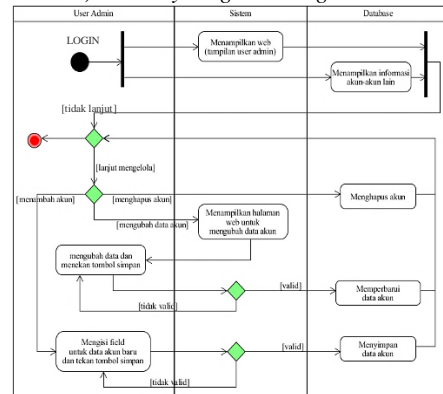 User Admin
Sistem
Database
LOGIN
Menampilkan web
(tampilan user admin)
Menampilkan informasi
akun-akun lain
[tidak lanjut]
[lanjut mengelola]
[menambah akun]
[menghapus akun]
Menghapus akun
[mengubah data akun]
Menampilkan halaman
web untuk
mengubah data akun
mengubah data dan
menekan tombol simpan
[valid]
Memperbarui
data akun
[tidak valid]
Mengisi field
untuk data akun baru
dan tekan tombol simpan
[valid]
Menyimpan
data akun
[tidak valid]